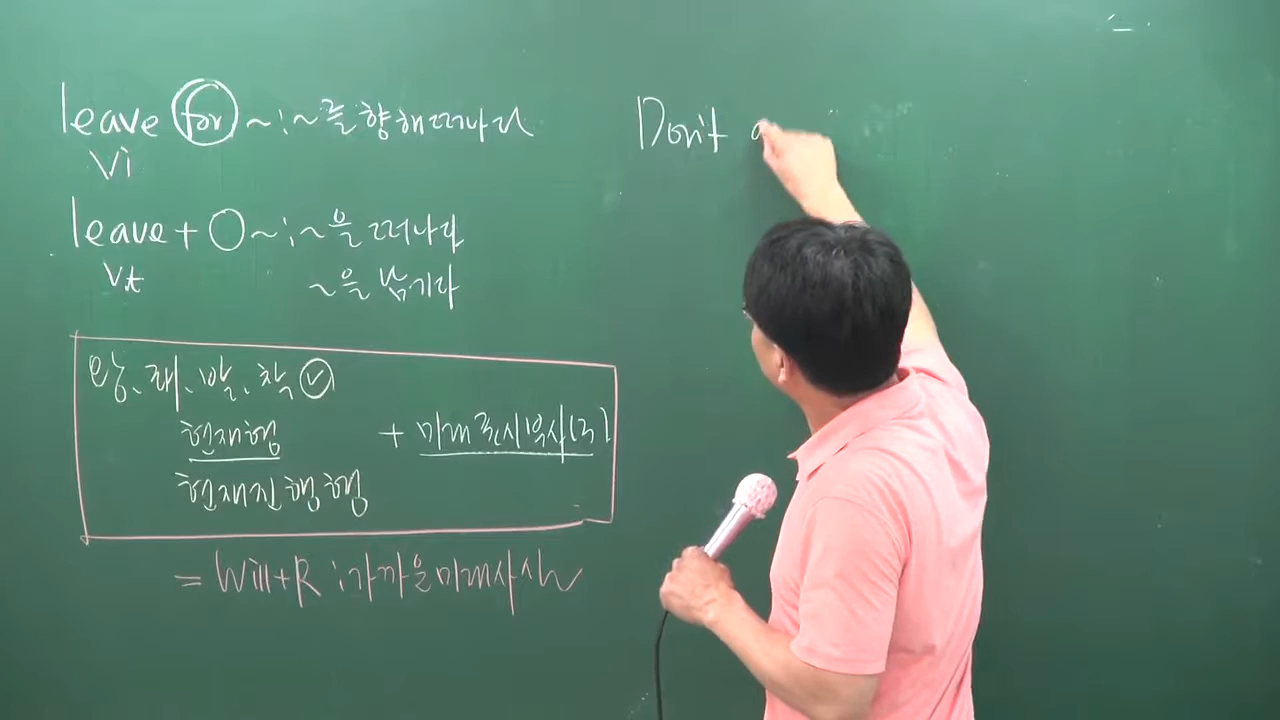 leave for ~ : ~를 향해 떠나다
Vi
leave + O ~ : ~을 떠나다
Vt
~을 남기다
왕, 래, 발, 착 ✓
현재형 + 미래표시부사(구)
현재진행형
= Will + R : 가까운 미래사실
Don't